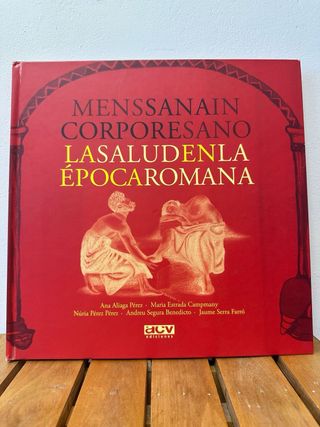 MENSSANAIN
CORPORESANO
LASALUDENLA
ÉPOCAROMANA
Ana Aliaga Pérez · Maria Estrada Campmany
Núria Pérez Pérez · Andreu Segura Benedicto · Jaume Serra Farró
acv
ediciones